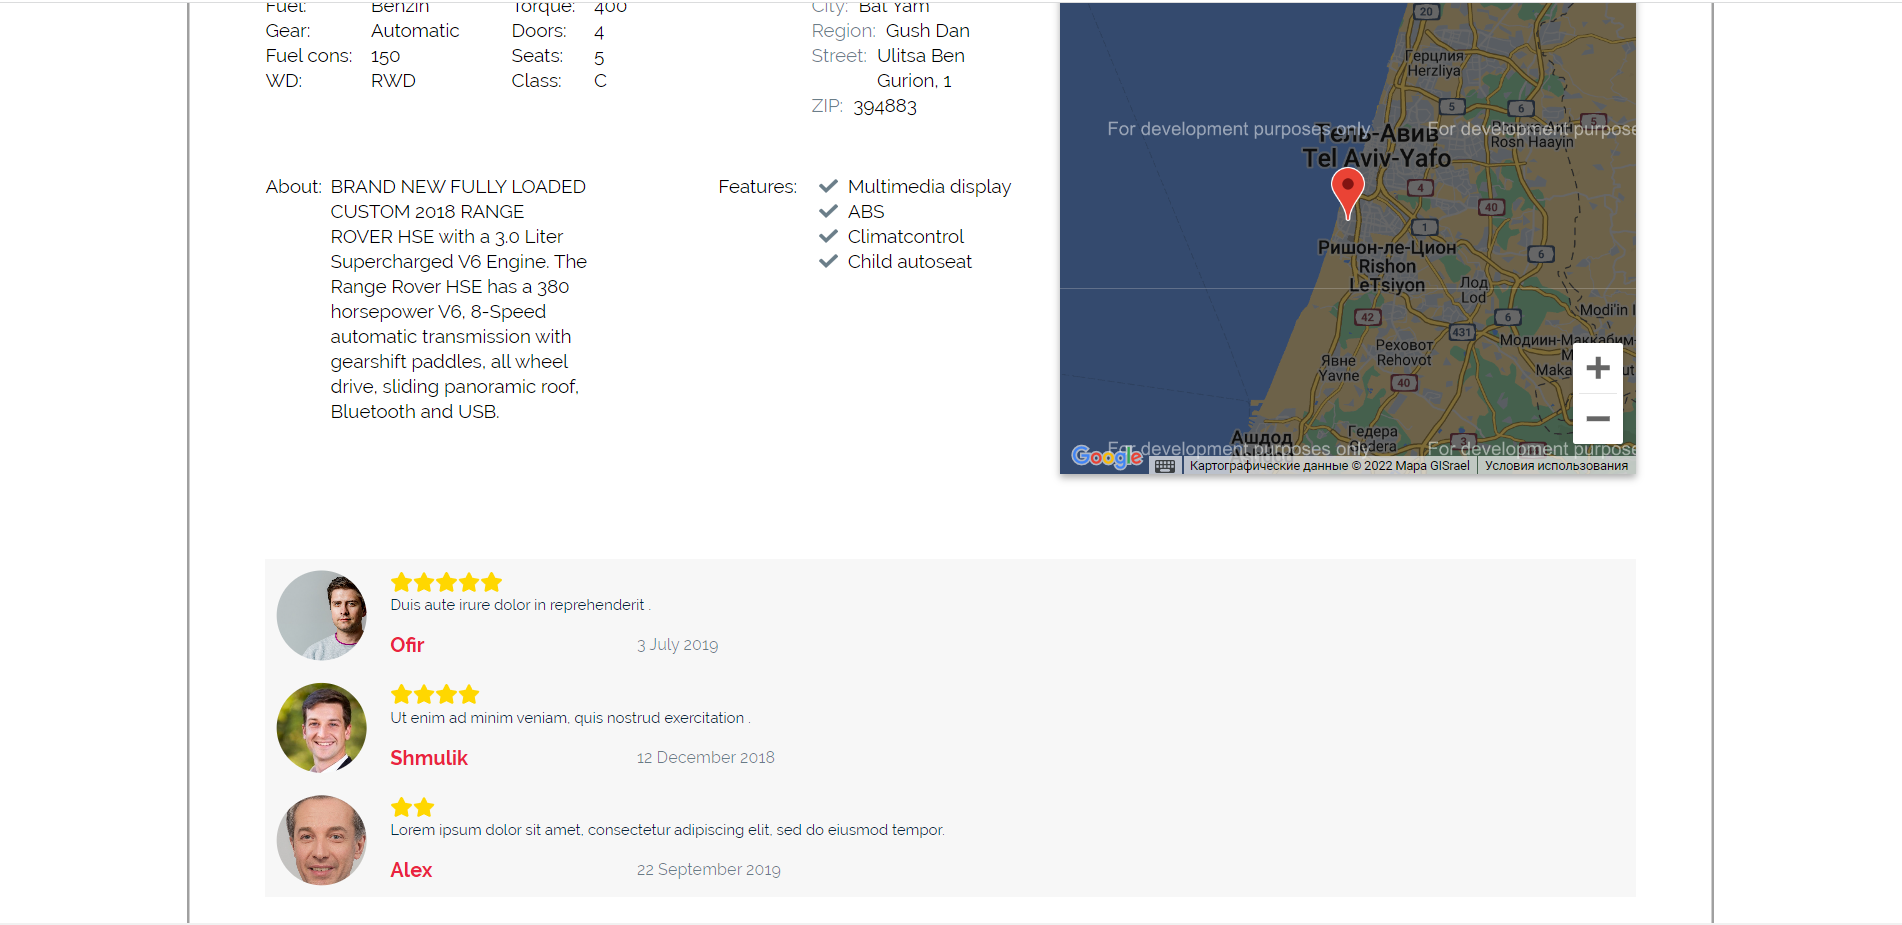 Fuel: Benzin Torque: 400
Gear: Automatic Doors: 4
Fuel cons: 150 Seats: 5
WD: RWD Class: C
City: Bat Yam
Region: Gush Dan
Street: Ulitsa Ben
Gurion, 1
ZIP: 394883
About: BRAND NEW FULLY LOADED
CUSTOM 2018 RANGE
ROVER HSE with a 3.0 Liter
Supercharged V6 Engine. The
Range Rover HSE has a 380
horsepower V6, 8-Speed
automatic transmission with
gearshift paddles, all wheel
drive, sliding panoramic roof,
Bluetooth and USB.
Features: Multimedia display
ABS
Climatcontrol
Child autoseat
20
Герцлия
Herzliya
5
6
5
For development purposes only
For development purpose
Тель-Авив
Rosh Haayin
Tel Aviv-Yafo
4
40
1
Ришон-ле-Цион
Rishon
LeTsiyon
6
Лод
Lod
42
6
431
Modi'in I
Реховот
Rehovot
Модиин-Маккабим-
Явне
Yavne
40
Ашдод
Гедера
Gedera
3
For development purposes only
For development purpose
Google
Картографические данные © 2022 Mapa GISrael
Условия использования
Duis aute irure dolor in reprehenderit .
Ofir 3 July 2019
Ut enim ad minim veniam, quis nostrud exercitation .
Shmulik 12 December 2018
Lorem ipsum dolor sit amet, consectetur adipiscing elit, sed do eiusmod tempor.
Alex 22 September 2019